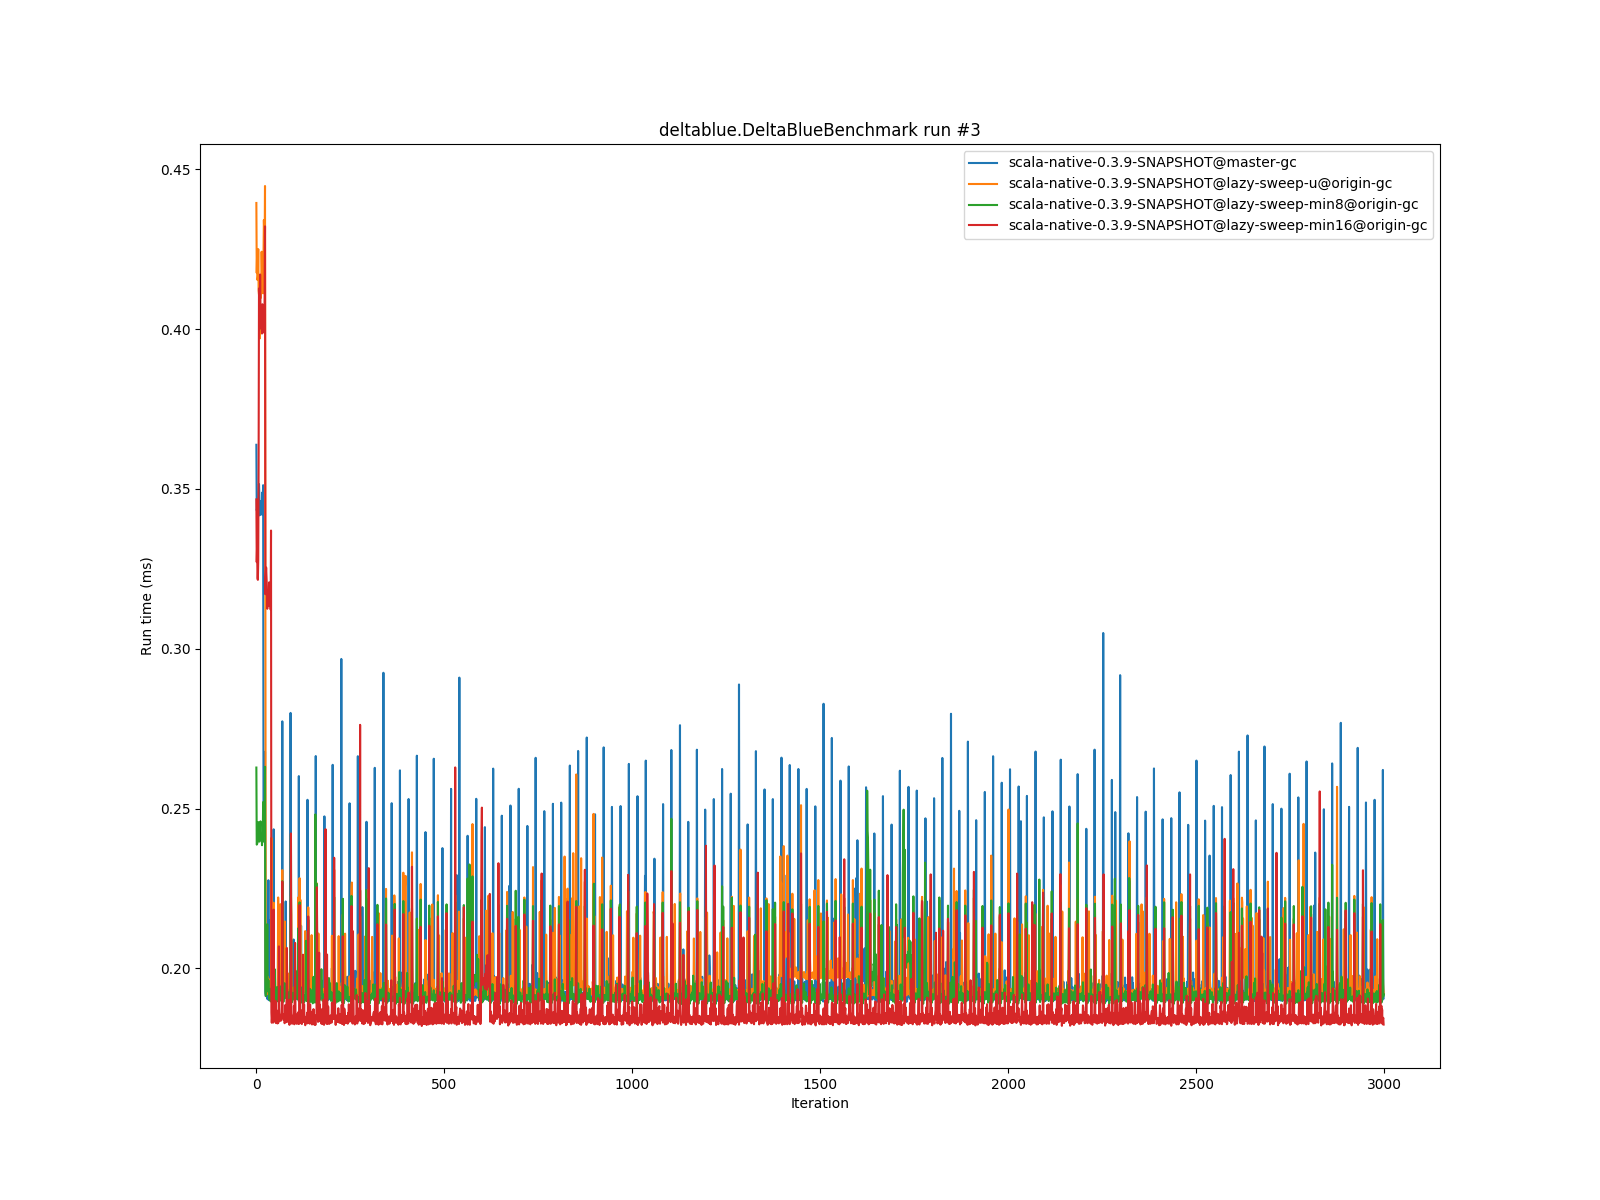 deltablue.DeltaBlueBenchmark run #3
scala-native-0.3.9-SNAPSHOT@master-gc
scala-native-0.3.9-SNAPSHOT@lazy-sweep-u@origin-gc
scala-native-0.3.9-SNAPSHOT@lazy-sweep-min8@origin-gc
scala-native-0.3.9-SNAPSHOT@lazy-sweep-min16@origin-gc
0.45
0.40
0.35
0.30
0.25
0.20
Run time (ms)
0 500 1000 1500 2000 2500 3000
Iteration